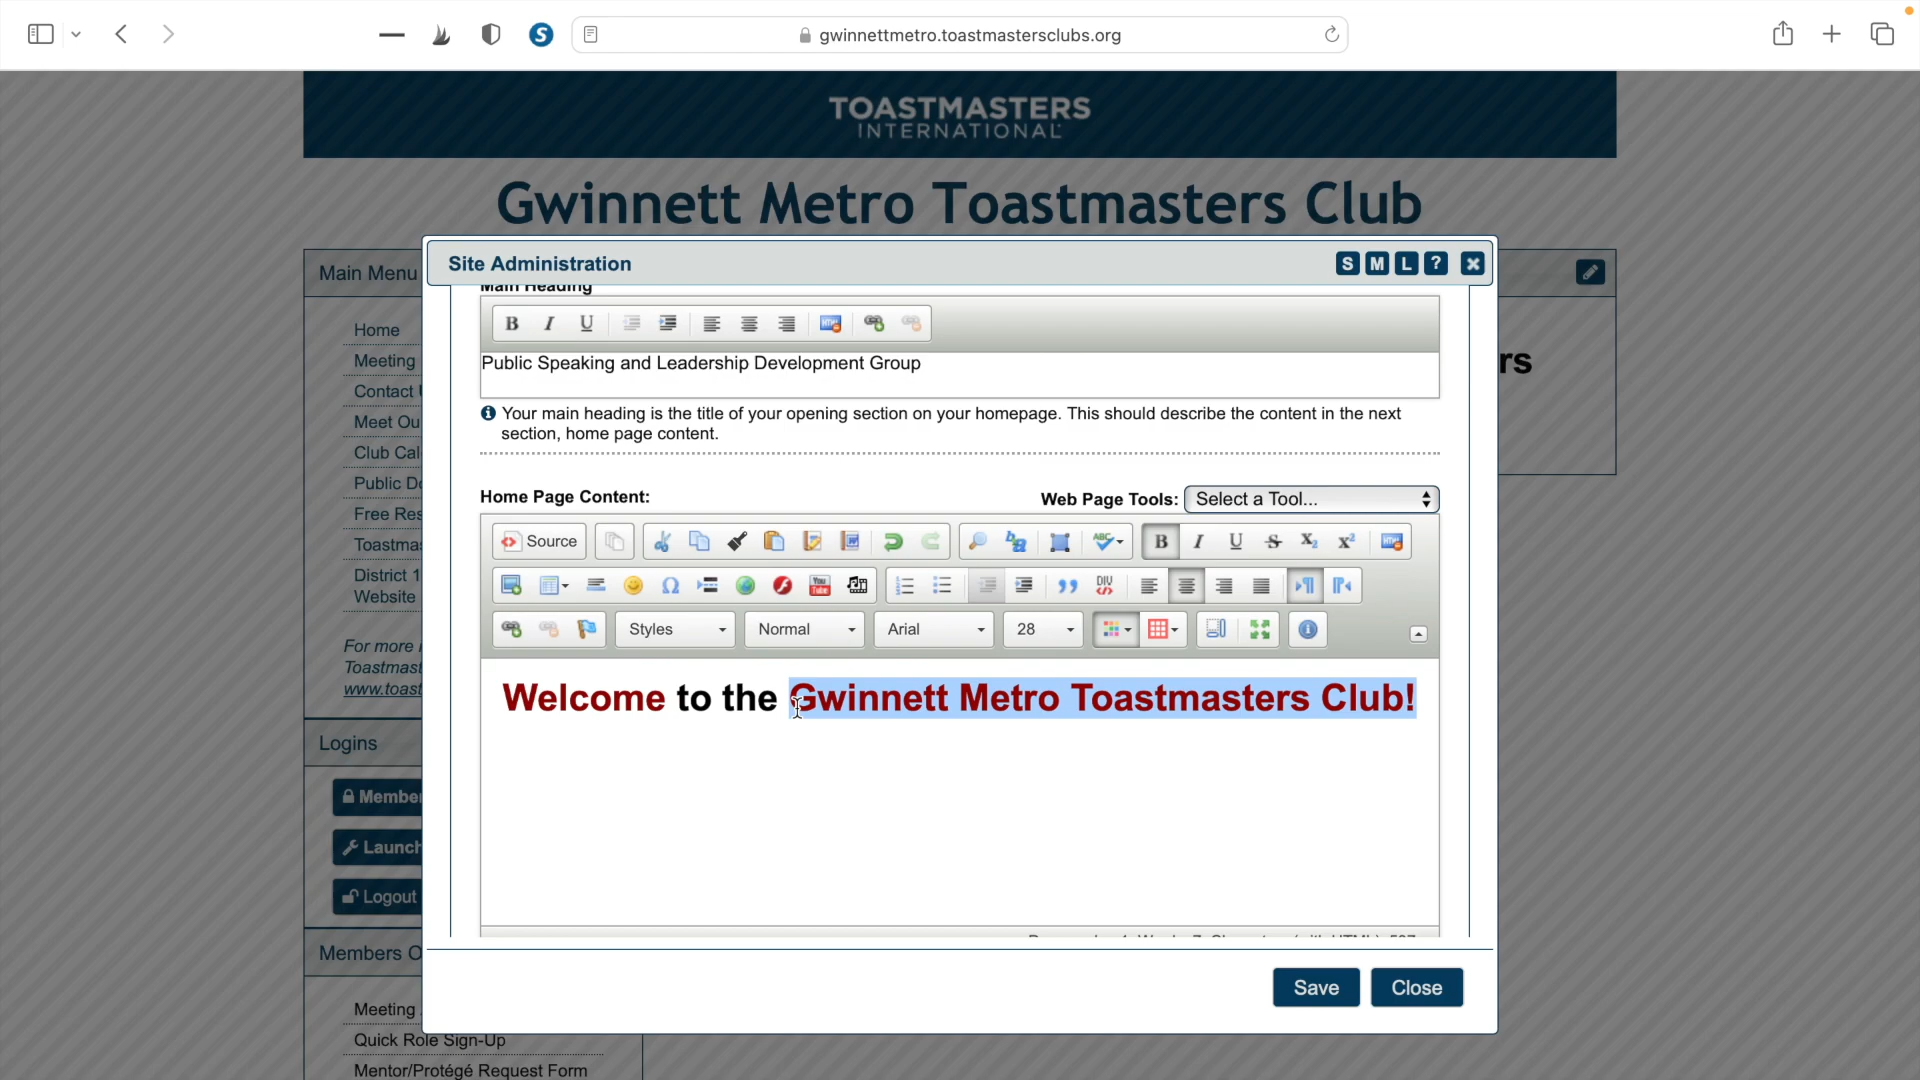 gwinnettmetro.toastmastersclubs.org
TOASTMASTERS
INTERNATIONAL
Gwinnett Metro Toastmasters Club
Site Administration
S M L ?
Main Menu
Home
Meeting
Contact
Meet Ou
Club Cal
Public D
Free Res
Toastma
District 1
Website
For more
Toastmast
www.toast
Logins
Membe
Launch
Logout
Members O
Meeting
Quick Role Sign-Up
Mentor/Protégé Request Form
rs
Main Heading
B I U
Public Speaking and Leadership Development Group
Your main heading is the title of your opening section on your homepage. This should describe the content in the next
section, home page content.
Home Page Content:
Web Page Tools: Select a Tool...
Source
B I U S X₂ X²
Styles Normal Arial 28
Welcome to the Gwinnett Metro Toastmasters Club!
Save Close